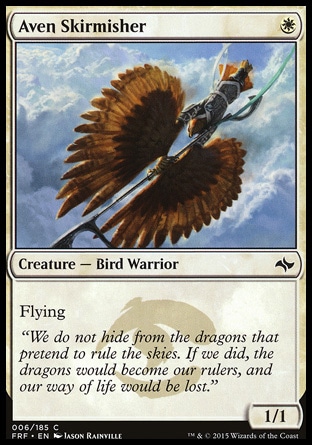 Aven Skirmisher
Creature — Bird Warrior
Flying
“We do not hide from the dragons that
pretend to rule the skies. If we did, the
dragons would become our rulers, and
our way of life would be lost.”
1/1
006/185 C
FRF • EN JASON RAINVILLE
™ & © 2015 Wizards of the Coast